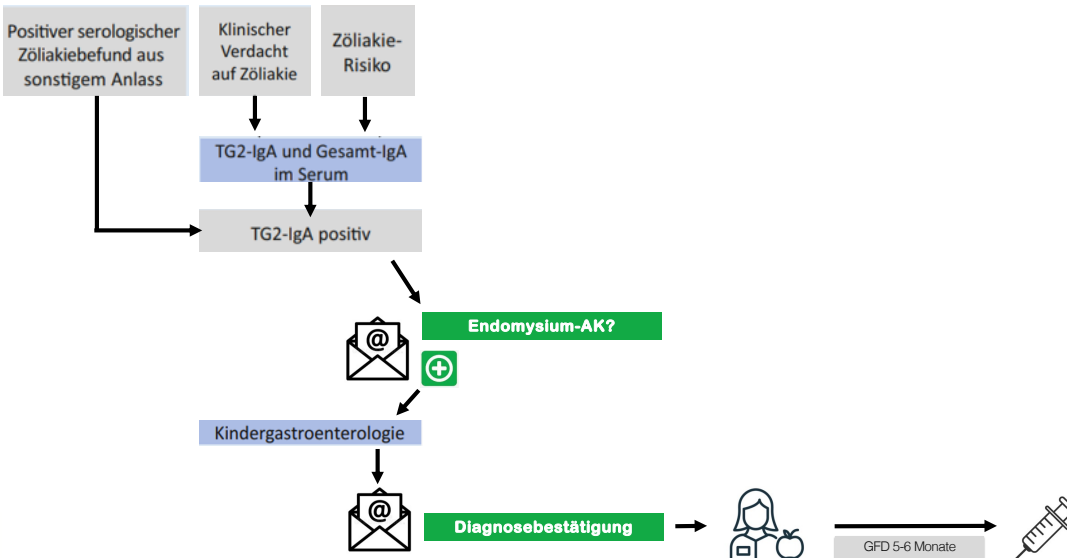 Positiver serologischer
Zöliakiebefund aus
sonstigem Anlass
Klinischer
Verdacht
auf Zöliakie
Zöliakie-
Risiko
TG2-IgA und Gesamt-IgA
im Serum
TG2-IgA positiv
Endomysium-AK?
@
Kindergastroenterologie
@
Diagnosebestätigung
GFD 5-6 Monate